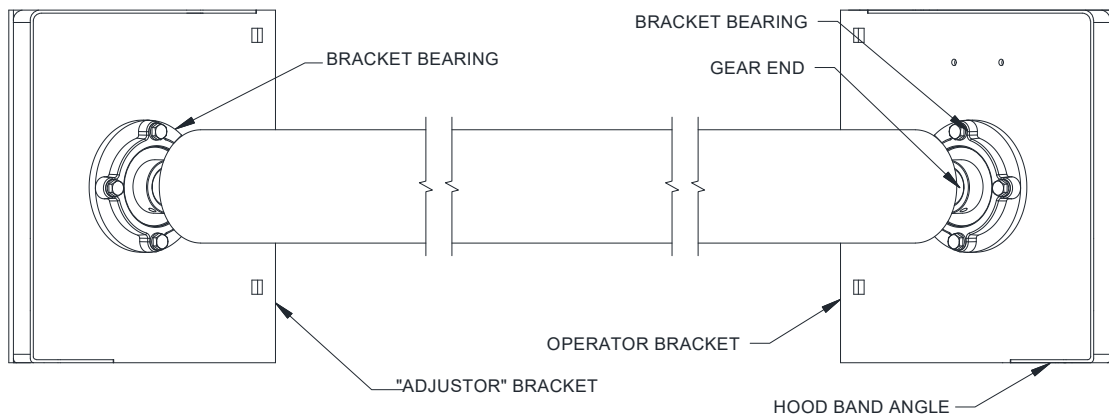 BRACKET BEARING
BRACKET BEARING
GEAR END
OPERATOR BRACKET
"ADJUSTOR" BRACKET
HOOD BAND ANGLE